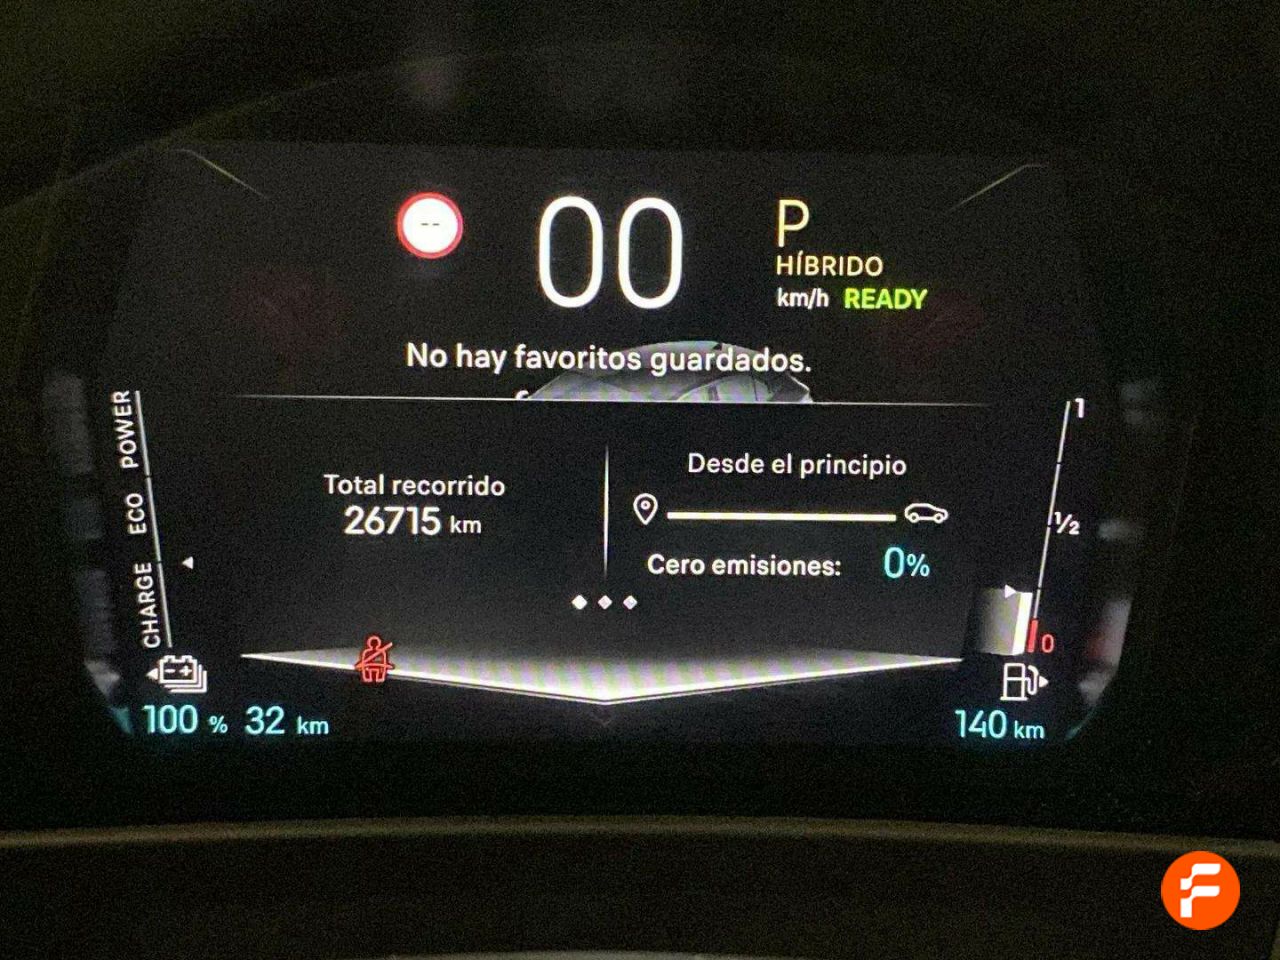 --
00
P
HÍBRIDO
km/h READY
No hay favoritos guardados.
POWER
ECO
CHARGE
Total recorrido
26715 km
Desde el principio
Cero emisiones: 0%
1
1/2
0
100 % 32 km
140 km
F